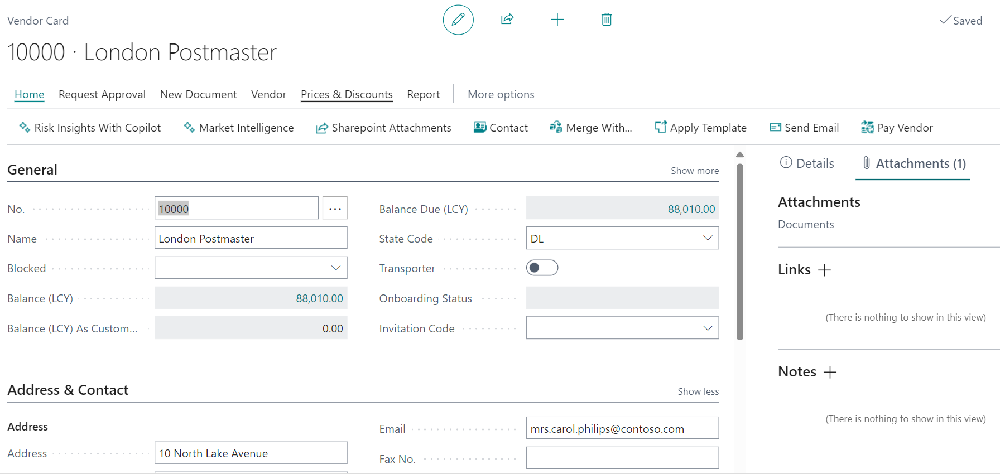 Vendor Card
Saved
10000 · London Postmaster
Home Request Approval New Document Vendor Prices & Discounts Report More options
Risk Insights With Copilot Market Intelligence Sharepoint Attachments Contact Merge With... Apply Template Send Email Pay Vendor
General Show more
No. 10000 ...
Name London Postmaster
Blocked
Balance (LCY) 88,010.00
Balance (LCY) As Custom... 0.00
Balance Due (LCY) 88,010.00
State Code DL
Transporter
Onboarding Status
Invitation Code
Address & Contact Show less
Address
Address 10 North Lake Avenue
Email mrs.carol.philips@contoso.com
Fax No.
Details Attachments (1)
Attachments
Documents
Links
(There is nothing to show in this view)
Notes
(There is nothing to show in this view)